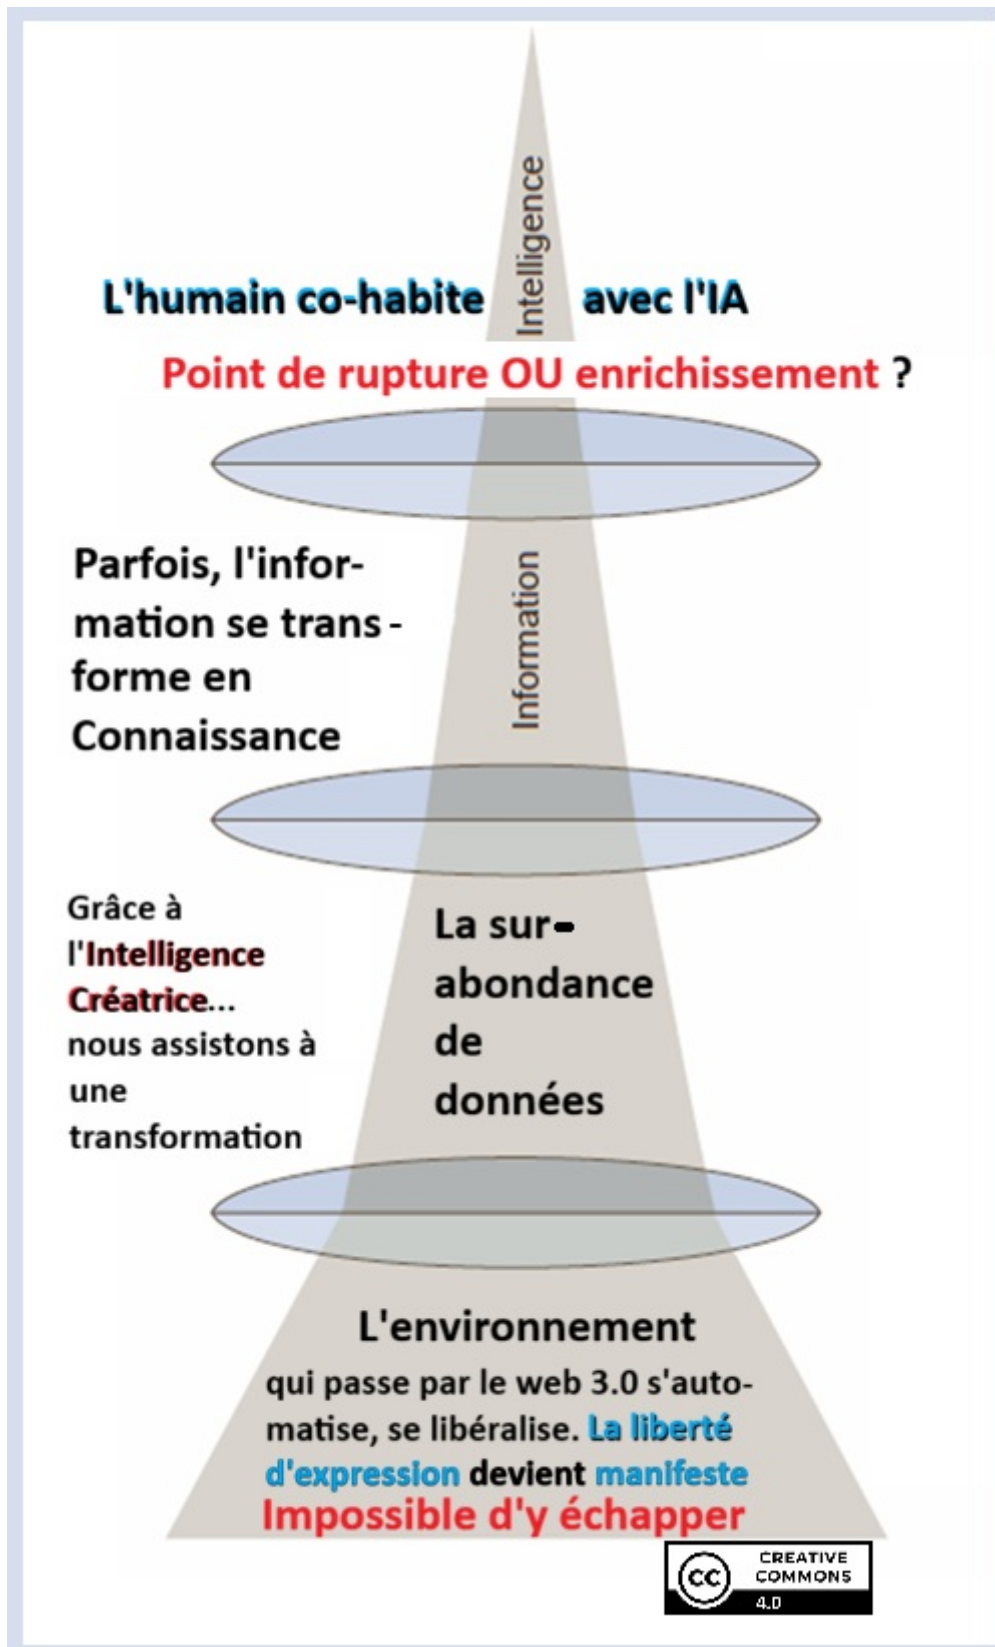 Intelligence
L'humain co-habite avec l'IA
Point de rupture OU enrichissement ?
Information
Parfois, l'infor-
mation se trans-
forme en
Connaissance
Grâce à
l'Intelligence
Créatrice...
nous assistons à
une
transformation
La sur-
abondance
de
données
L'environnement
qui passe par le web 3.0 s'auto-
matise, se libéralise. La liberté
d'expression devient manifeste
Impossible d'y échapper
cc
CREATIVE
COMMONS
4.0